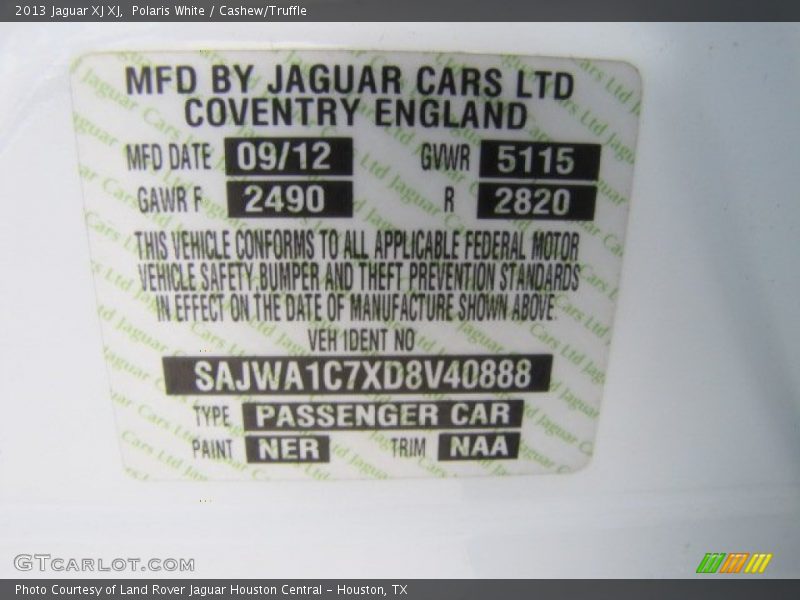 2013 Jaguar XJ XJ, Polaris White / Cashew/Truffle
MFD BY JAGUAR CARS LTD
COVENTRY ENGLAND
MFD DATE 09/12 GVWR 5115
GAWR F 2490 R 2820
THIS VEHICLE CONFORMS TO ALL APPLICABLE FEDERAL MOTOR
VEHICLE SAFETY BUMPER AND THEFT PREVENTION STANDARDS
IN EFFECT ON THE DATE OF MANUFACTURE SHOWN ABOVE.
VEH IDENT NO
SAJWA1C7XD8V40888
TYPE PASSENGER CAR
PAINT NER TRIM NAA
GTCARLOT.COM
Photo Courtesy of Land Rover Jaguar Houston Central - Houston, TX